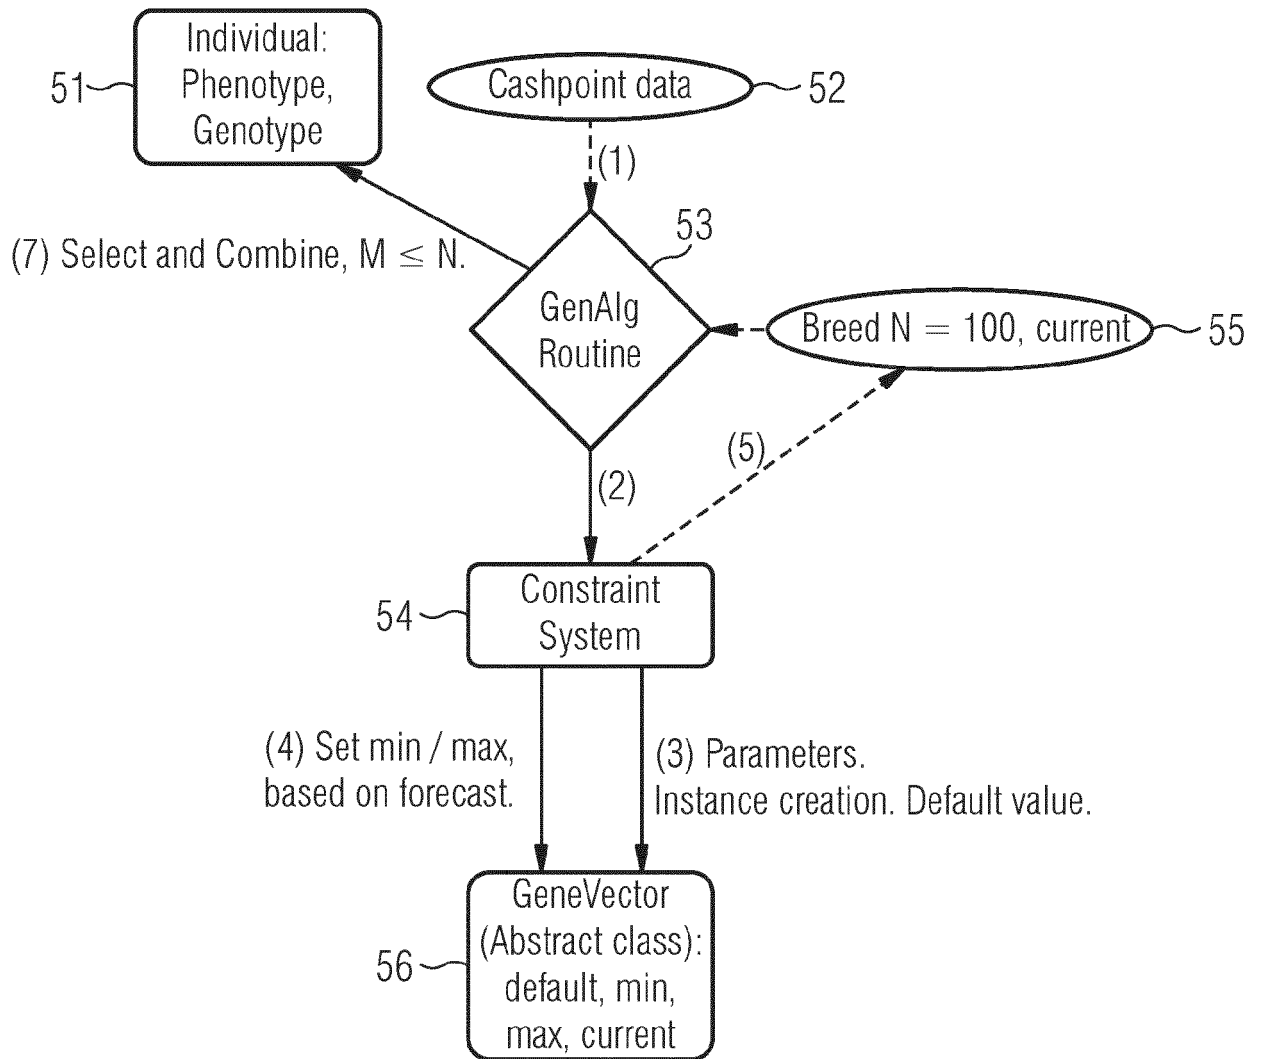 Individual:
Phenotype,
Genotype
51
Cashpoint data
52
(1)
(7) Select and Combine, M ≤ N.
53
GenAlg
Routine
Breed N = 100, current
55
(5)
(2)
Constraint
System
54
(4) Set min / max,
based on forecast.
(3) Parameters.
Instance creation. Default value.
GeneVector
(Abstract class):
default, min,
max, current
56